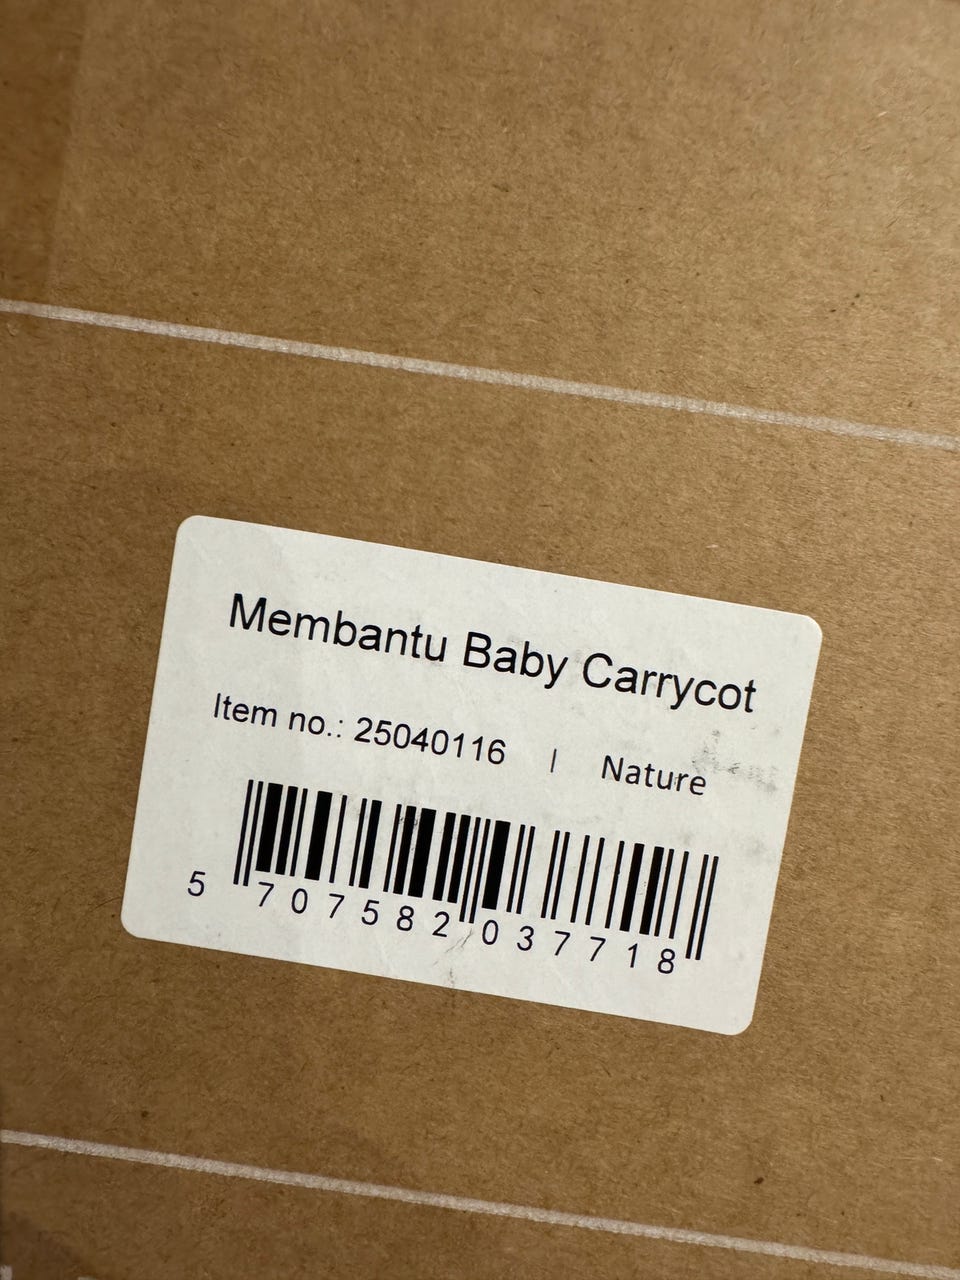 Membantu Baby Carrycot
Item no.: 25040116 | Nature
5 707582 037718